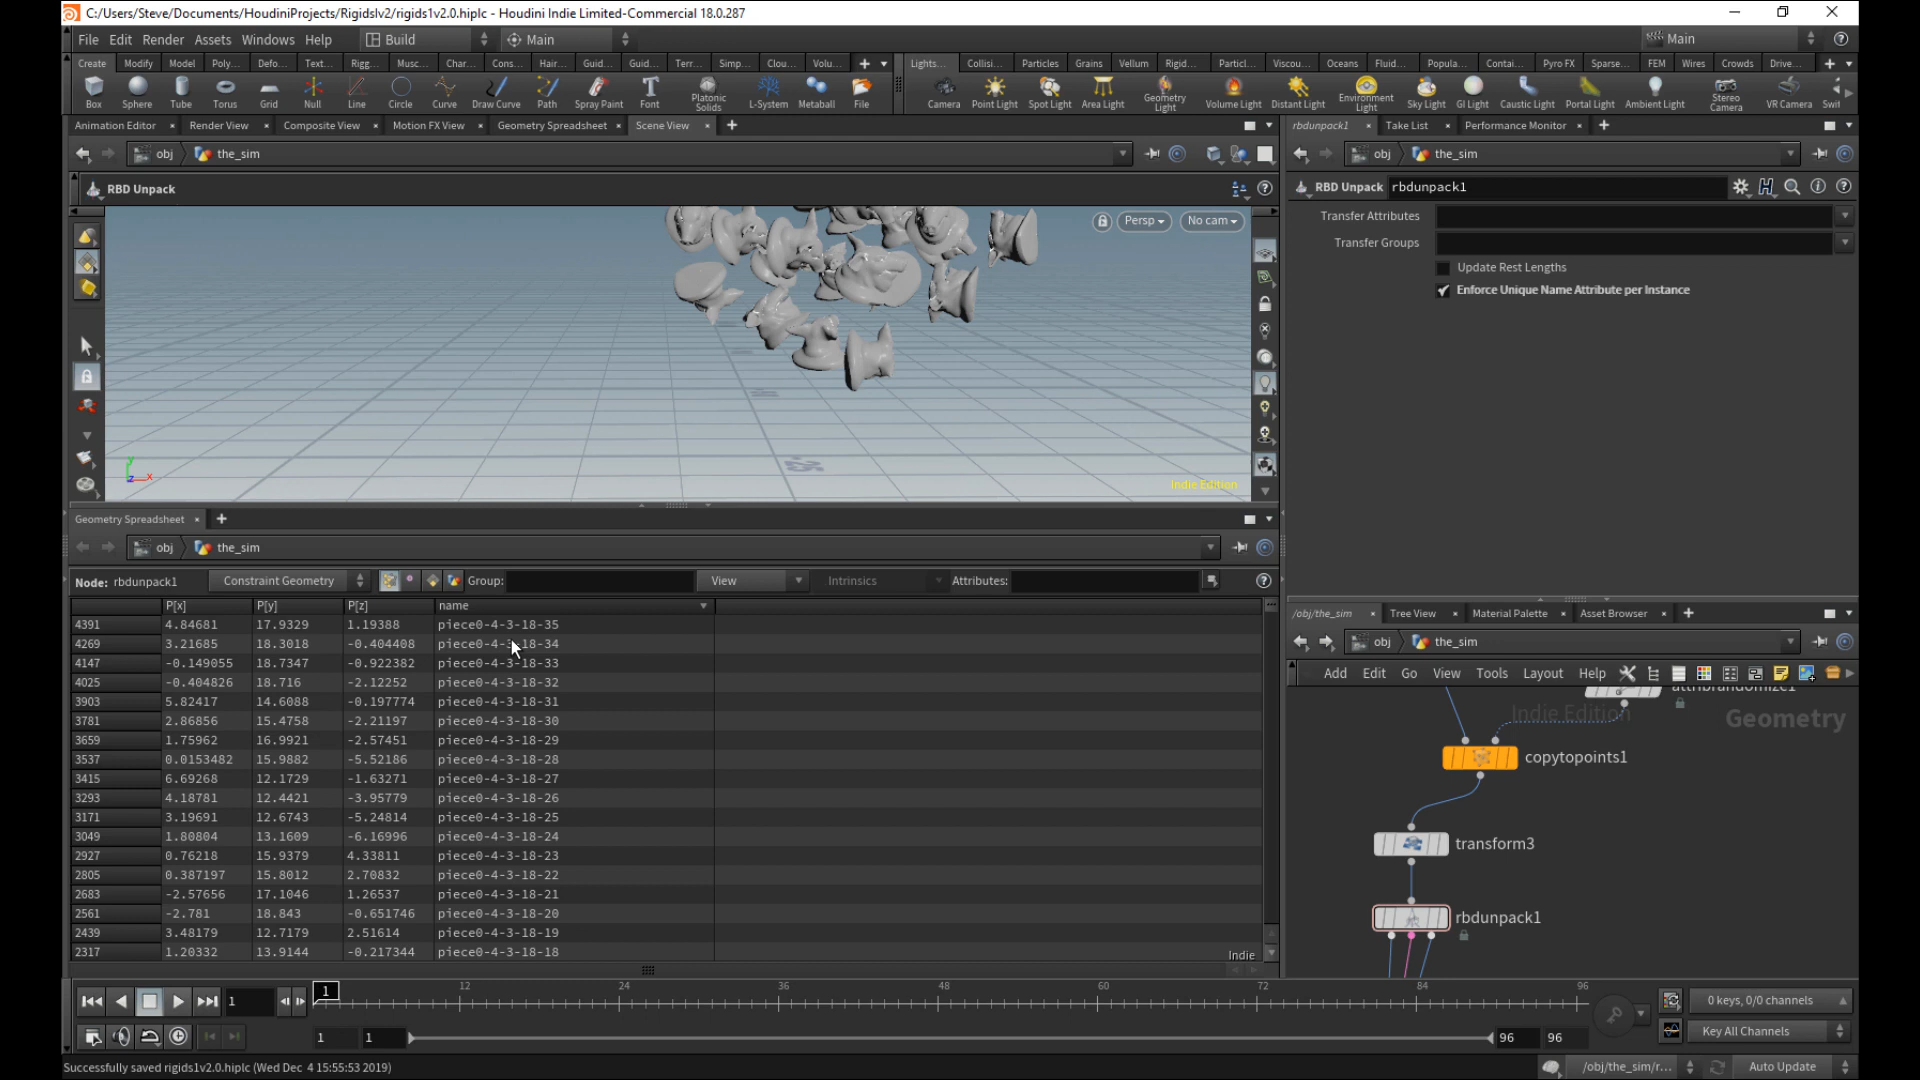 C:/Users/Steve/Documents/HoudiniProjects/RigidsIv2/rigids1v2.0.hiplc - Houdini Indie Limited-Commercial 18.0.287
File Edit Render Assets Windows Help Build Main Main
Create Modify Model Poly... Defo... Text... Rigg... Musc... Char... Cons... Hair... Guid... Guid... Terr... Simp... Clou... Volu... Lights... Collisi... Particles Grains Vellum Rigid... Particl... Viscou... Oceans Fluid... Popula... Contai... Pyro FX Sparse... FEM Wires Crowds Drive...
Box Sphere Tube Torus Grid Null Line Circle Curve Draw Curve Path Spray Paint Font Platonic Solids L-System Metaball File Camera Point Light Spot Light Area Light Geometry Light Volume Light Distant Light Environment Light Sky Light GI Light Caustic Light Portal Light Ambient Light Stereo Camera VR Camera Swit
Animation Editor Render View Composite View Motion FX View Geometry Spreadsheet Scene View
rbdunpack1 Take List Performance Monitor
obj the_sim
obj the_sim
RBD Unpack
RBD Unpack rbdunpack1
Transfer Attributes
Transfer Groups
Update Rest Lengths
Enforce Unique Name Attribute per Instance
Persp No cam
y
z x
Indie Edition
Geometry Spreadsheet
obj the_sim
Node: rbdunpack1 Constraint Geometry Group: View Intrinsics Attributes:
P[x] P[y] P[z] name
4391 4.84681 17.9329 1.19388 piece0-4-3-18-35
4269 3.21685 18.3018 -0.404408 piece0-4-3-18-34
4147 -0.149055 18.7347 -0.922382 piece0-4-3-18-33
4025 -0.404826 18.716 -2.12252 piece0-4-3-18-32
3903 5.82417 14.6088 -0.197774 piece0-4-3-18-31
3781 2.86856 15.4758 -2.21197 piece0-4-3-18-30
3659 1.75962 16.9921 -2.57451 piece0-4-3-18-29
3537 0.0153482 15.9882 -5.52186 piece0-4-3-18-28
3415 6.69268 12.1729 -1.63271 piece0-4-3-18-27
3293 4.18781 12.4421 -3.95779 piece0-4-3-18-26
3171 3.19691 12.6743 -5.24814 piece0-4-3-18-25
3049 1.80804 13.1609 -6.16996 piece0-4-3-18-24
2927 0.76218 15.9379 4.33811 piece0-4-3-18-23
2805 0.387197 15.8012 2.70832 piece0-4-3-18-22
2683 -2.57656 17.1046 1.26537 piece0-4-3-18-21
2561 -2.781 18.843 -0.651746 piece0-4-3-18-20
2439 3.48179 12.7179 2.51614 piece0-4-3-18-19
2317 1.20332 13.9144 -0.217344 piece0-4-3-18-18
Indie
/obj/the_sim Tree View Material Palette Asset Browser
obj the_sim
Add Edit Go View Tools Layout Help
attribrandomize1
Indie Edition Geometry
copytopoints1
transform3
rbdunpack1
1 1 12 24 36 48 60 72 84 96
0 keys, 0/0 channels
1 1 96 96
Key All Channels
Successfully saved rigids1v2.0.hiplc (Wed Dec 4 15:55:53 2019)
/obj/the_sim/r... Auto Update